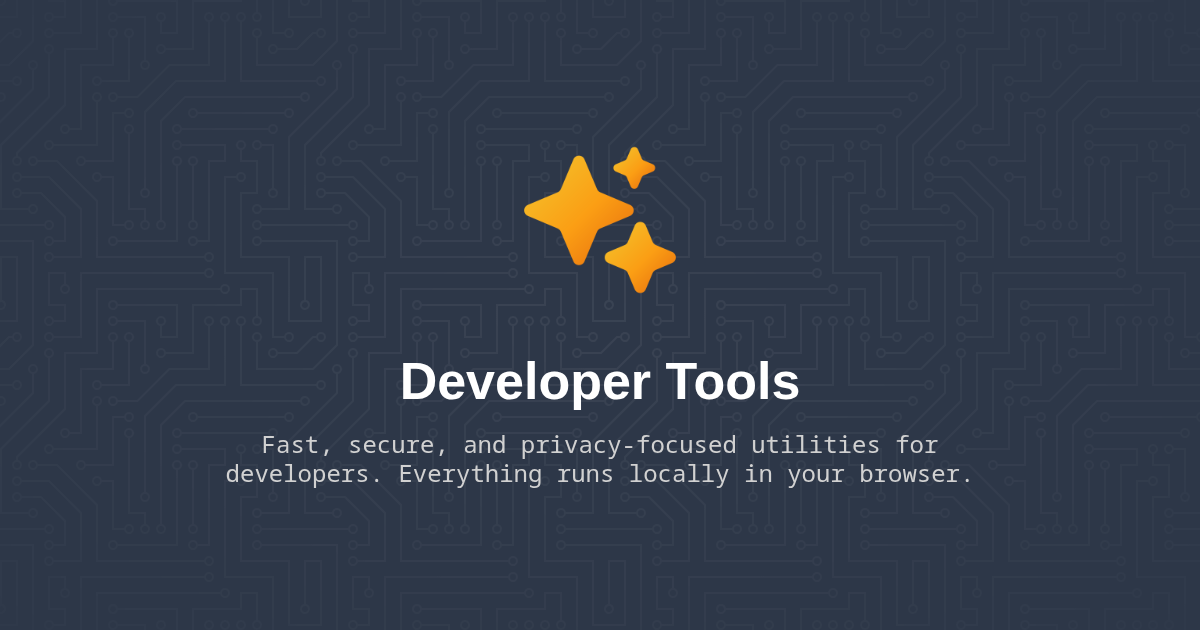 Developer Tools
Fast, secure, and privacy-focused utilities for
developers. Everything runs locally in your browser.